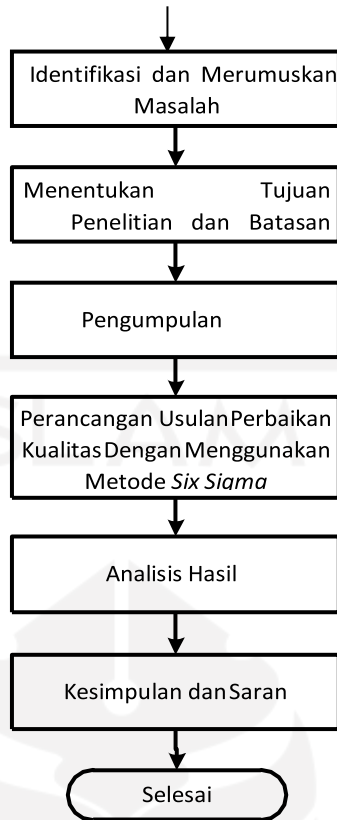 Identifikasi dan Merumuskan
Masalah
Menentukan Tujuan
Penelitian dan Batasan
Pengumpulan
Perancangan Usulan Perbaikan
Kualitas Dengan Menggunakan
Metode Six Sigma
Analisis Hasil
Kesimpulan dan Saran
Selesai